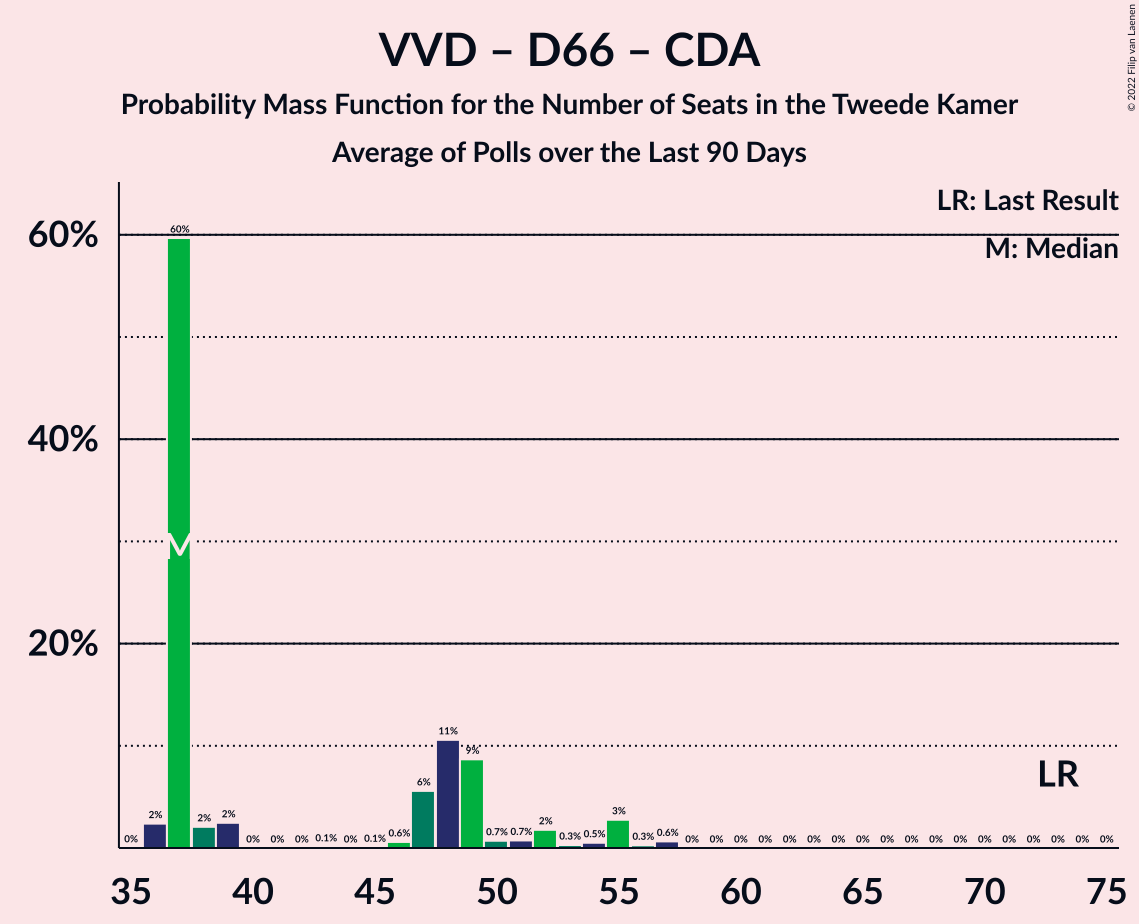 VVD – D66 – CDA
Probability Mass Function for the Number of Seats in the Tweede Kamer
Average of Polls over the Last 90 Days
© 2022 Filip van Laenen
LR: Last Result
M: Median
60%
40%
20%
0% 2% 60% 2% 2% 0% 0% 0% 0.1% 0% 0.1% 0.6% 6% 11% 9% 0.7% 0.7% 2% 0.3% 0.5% 3% 0.3% 0.6% 0% 0% 0% 0% 0% 0% 0% 0% 0% 0% 0% 0% 0% 0% 0% 0% 0% 0%
M
LR
35 40 45 50 55 60 65 70 75